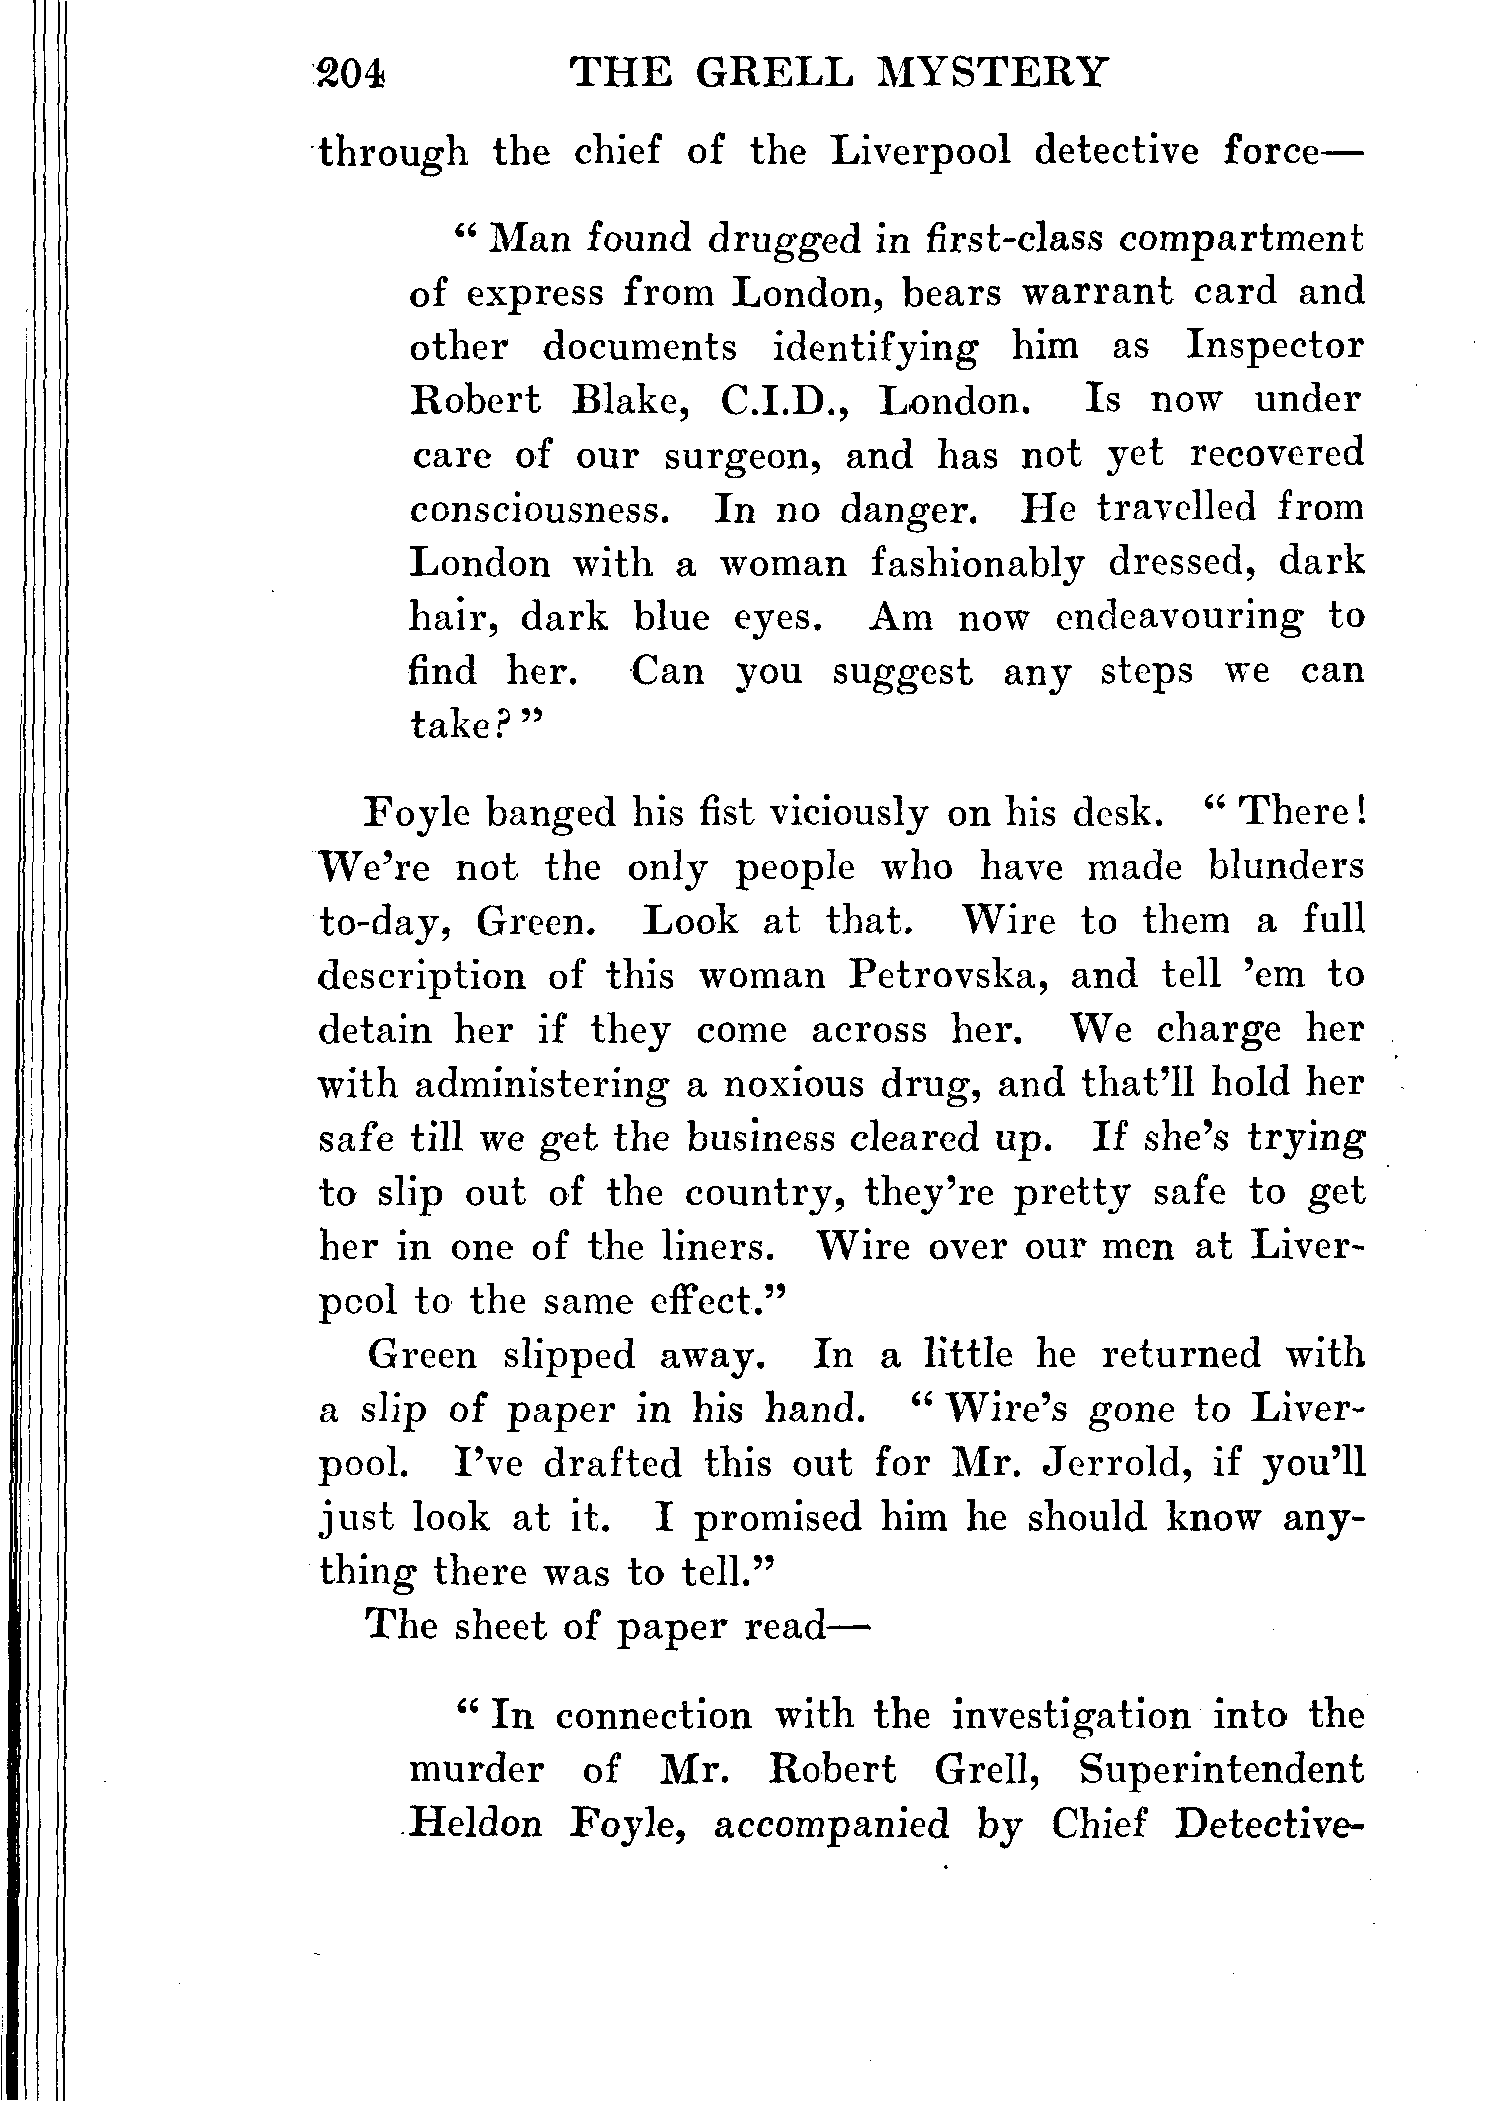 204 THE GRELL MYSTERY
through the chief of the Liverpool detective force—
“ Man found drugged in first-class compartment
of express from London, bears warrant card and
other documents identifying him as Inspector
Robert Blake, C.I.D., London. Is now under
care of our surgeon, and has not yet recovered
consciousness. In no danger. He travelled from
London with a woman fashionably dressed, dark
hair, dark blue eyes. Am now endeavouring to
find her. Can you suggest any steps we can
take? ”
Foyle banged his fist viciously on his desk. “ There!
We’re not the only people who have made blunders
to-day, Green. Look at that. Wire to them a full
description of this woman Petrovska, and tell ’em to
detain her if they come across her. We charge her
with administering a noxious drug, and that’ll hold her
safe till we get the business cleared up. If she’s trying
to slip out of the country, they’re pretty safe to get
her in one of the liners. Wire over our men at Liver-
pool to the same effect.”
Green slipped away. In a little he returned with
a slip of paper in his hand. “ Wire’s gone to Liver-
pool. I’ve drafted this out for Mr. Jerrold, if you’ll
just look at it. I promised him he should know any-
thing there was to tell.”
The sheet of paper read—
“ In connection with the investigation into the
murder of Mr. Robert Grell, Superintendent
Heldon Foyle, accompanied by Chief Detective-